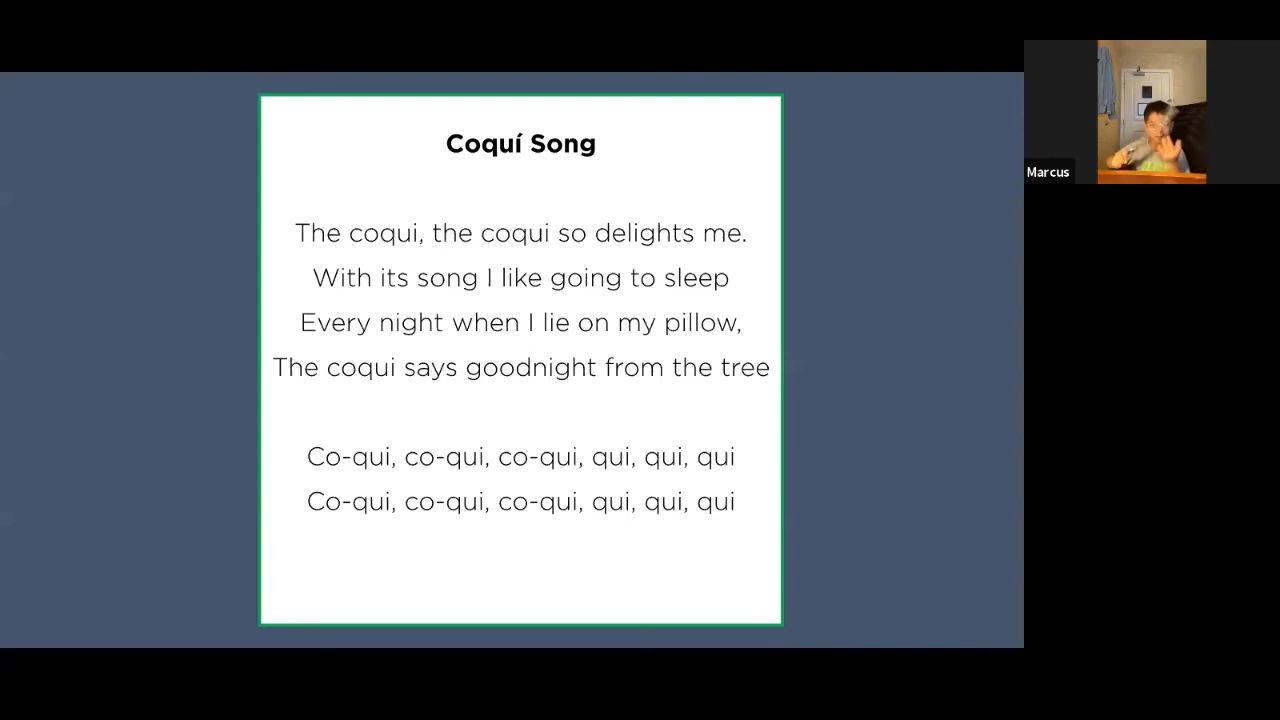 Coquí Song
The coqui, the coqui so delights me.
With its song I like going to sleep
Every night when I lie on my pillow,
The coqui says goodnight from the tree
Co-qui, co-qui, co-qui, qui, qui, qui
Co-qui, co-qui, co-qui, qui, qui, qui
Marcus